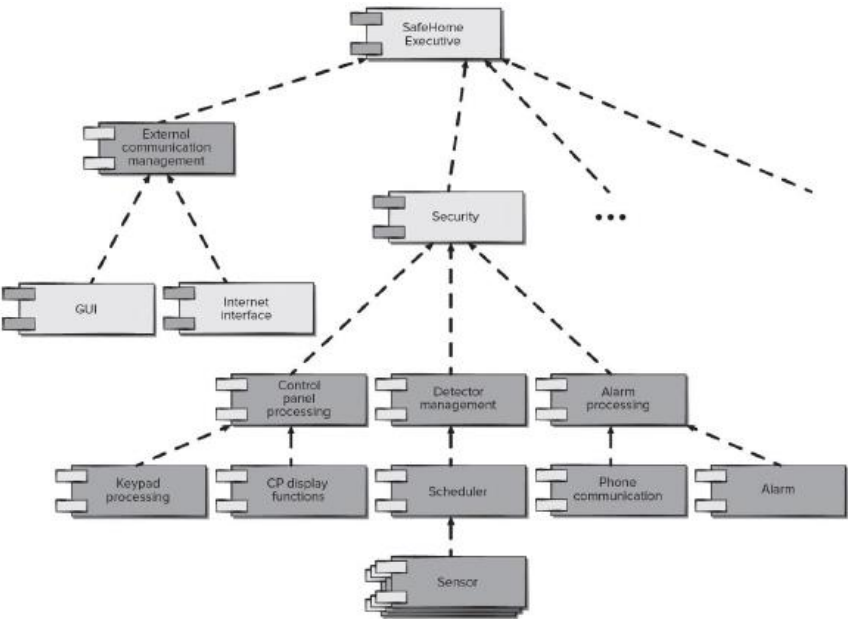 SafeHome
Executive
External
communication
management
Security
...
GUI
Internet
interface
Control
panel
processing
Detector
management
Alarm
processing
Keypad
processing
CP display
functions
Scheduler
Phone
communication
Alarm
Sensor